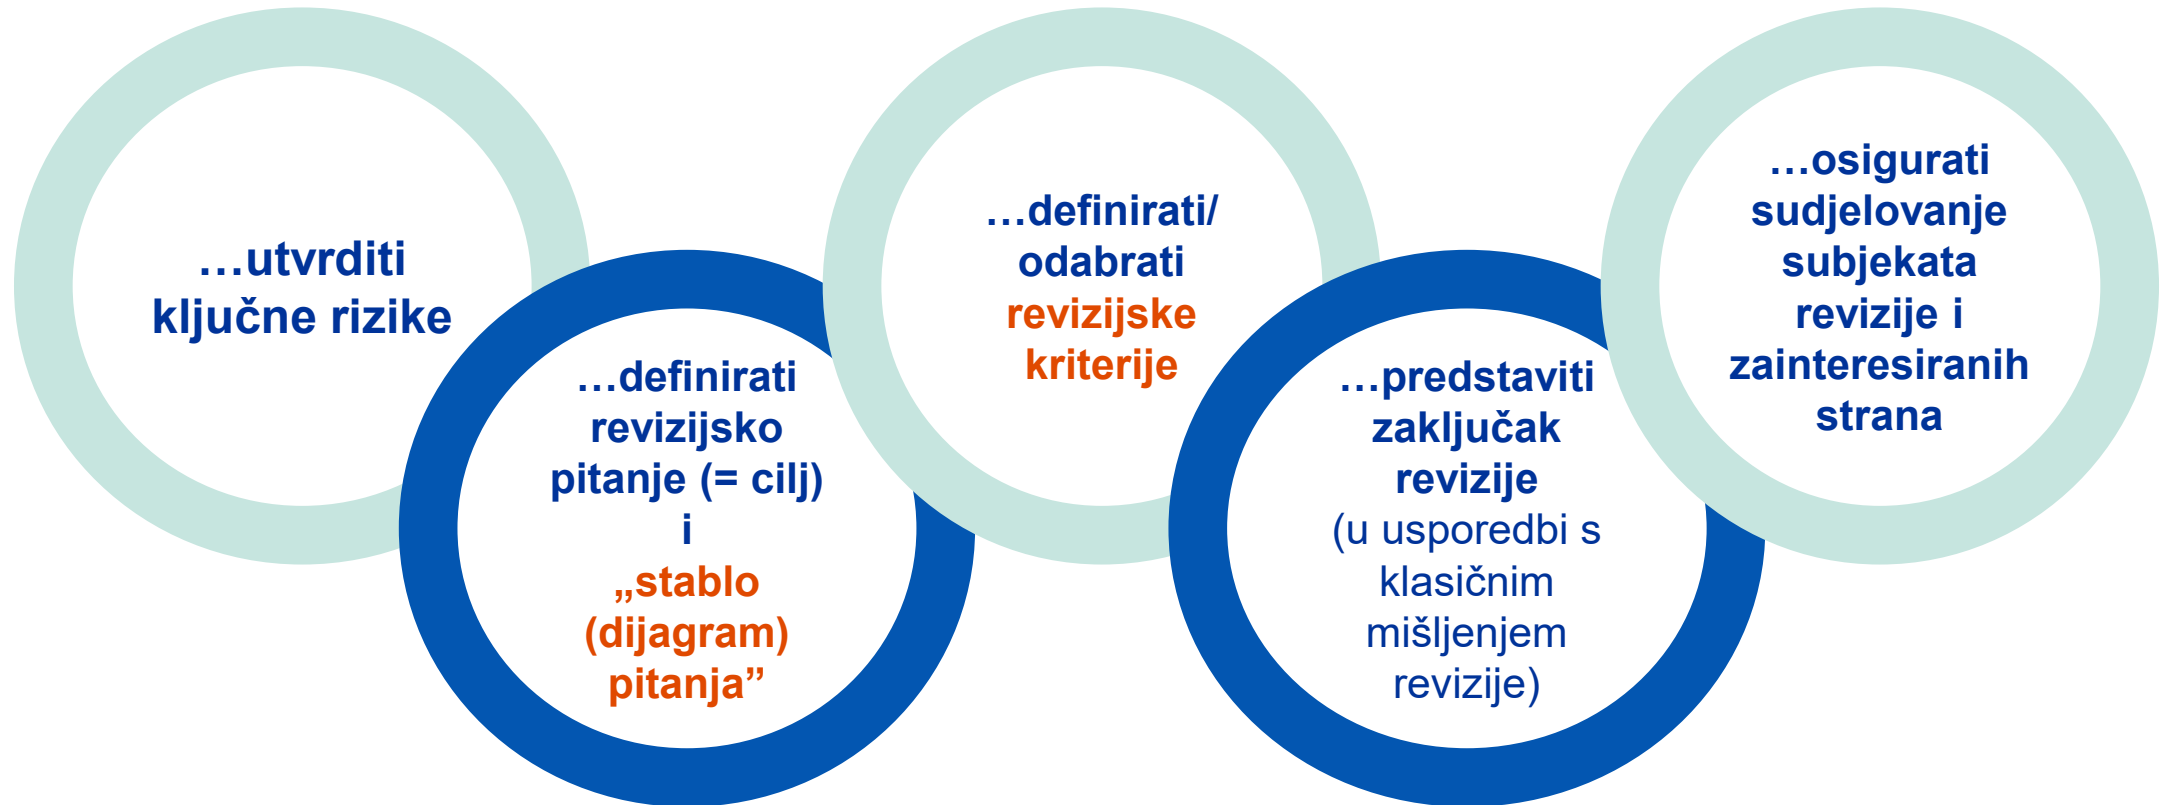 …utvrditi
ključne rizike
…definirati
revizijsko
pitanje (= cilj)
i
„stablo
(dijagram)
pitanja”
…definirati/
odabrati
revizijske
kriterije
…predstaviti
zaključak
revizije
(u usporedbi s
klasičnim
mišljenjem
revizije)
…osigurati
sudjelovanje
subjekata
revizije i
zainteresiranih
strana